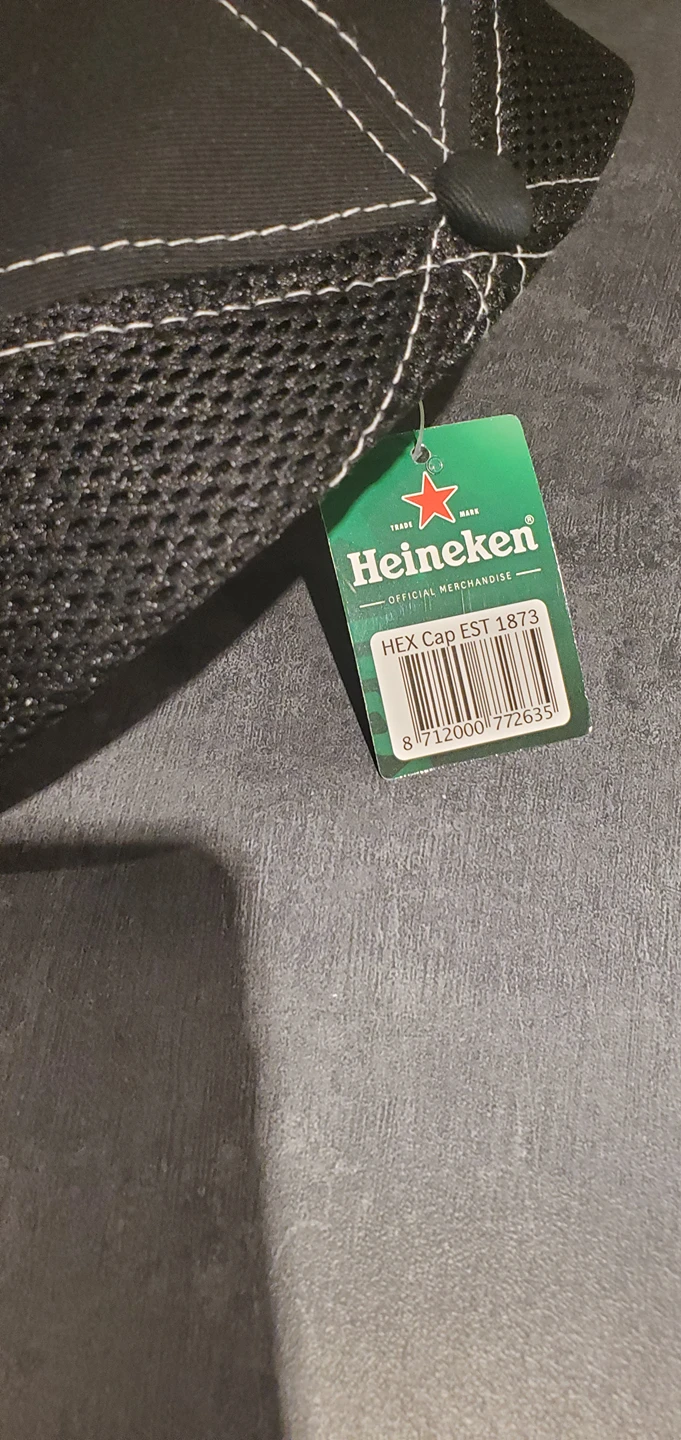 TRADE MARK
Heineken®
OFFICIAL MERCHANDISE
HEX Cap EST 1873
8 712000 772635